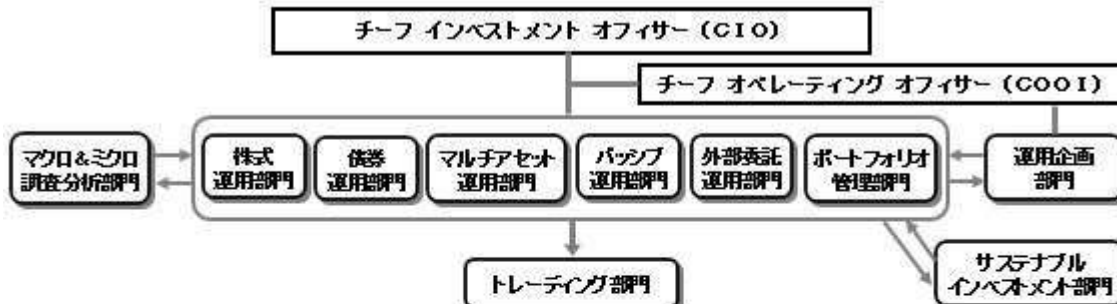 チーフ インベストメント オフィサー (CIO)
チーフ オペレーティング オフィサー (COOI)
マクロ&ミクロ
調査分析部門
株式
運用部門
債券
運用部門
マルチアセット
運用部門
パッシブ
運用部門
外部委託
運用部門
ポートフォリオ
管理部門
運用企画
部門
トレーディング部門
サステナブル
インベストメント部門